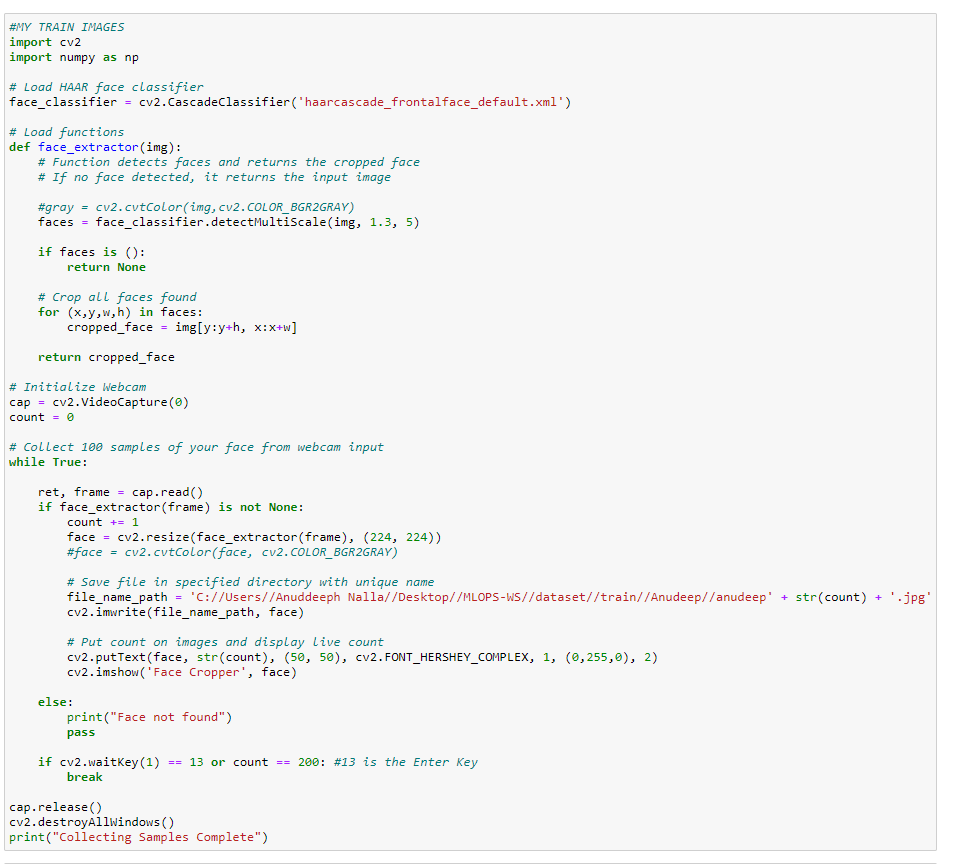 #MY TRAIN IMAGES
import cv2
import numpy as np
# Load HAAR face classifier
face_classifier = cv2.CascadeClassifier('haarcascade_frontalface_default.xml')
# Load functions
def face_extractor(img):
    # Function detects faces and returns the cropped face
    # If no face detected, it returns the input image
    #gray = cv2.cvtColor(img,cv2.COLOR_BGR2GRAY)
    faces = face_classifier.detectMultiScale(img, 1.3, 5)
    if faces is ():
        return None
    # Crop all faces found
    for (x,y,w,h) in faces:
        cropped_face = img[y:y+h, x:x+w]
    return cropped_face
# Initialize Webcam
cap = cv2.VideoCapture(0)
count = 0
# Collect 100 samples of your face from webcam input
while True:
    ret, frame = cap.read()
    if face_extractor(frame) is not None:
        count += 1
        face = cv2.resize(face_extractor(frame), (224, 224))
        #face = cv2.cvtColor(face, cv2.COLOR_BGR2GRAY)
        # Save file in specified directory with unique name
        file_name_path = 'C://Users//Anuddeeph Nalla//Desktop//MLOPS-WS//dataset//train//Anudeep//anudeep' + str(count) + '.jpg'
        cv2.imwrite(file_name_path, face)
        # Put count on images and display live count
        cv2.putText(face, str(count), (50, 50), cv2.FONT_HERSHEY_COMPLEX, 1, (0,255,0), 2)
        cv2.imshow('Face Cropper', face)
    else:
        print("Face not found")
        pass
    if cv2.waitKey(1) == 13 or count == 200: #13 is the Enter Key
        break
cap.release()
cv2.destroyAllWindows()
print("Collecting Samples Complete")